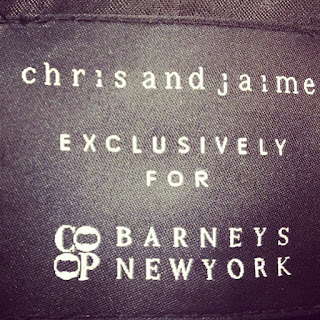 chris and jaime
EXCLUSIVELY
FOR
CO BARNEYS
OP NEWYORK